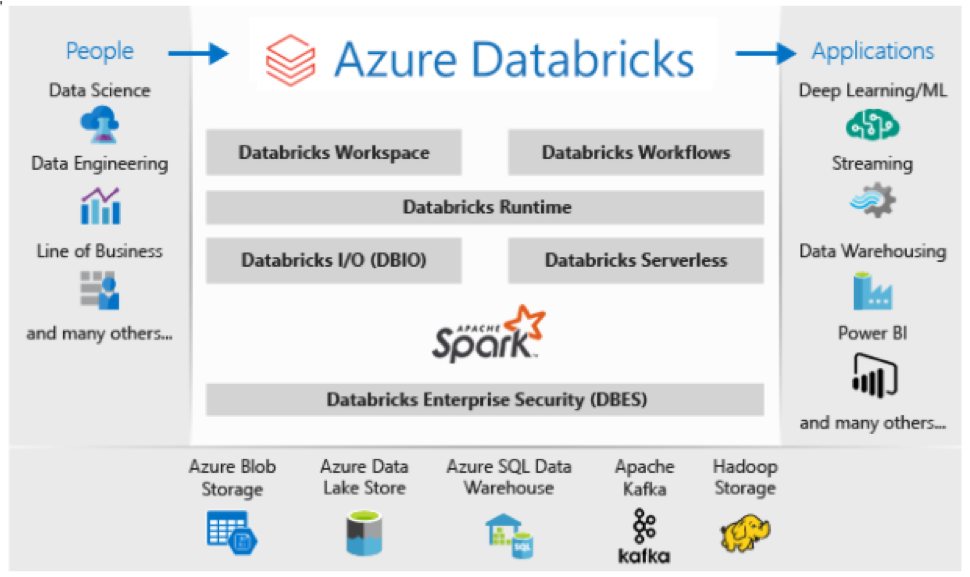 People
Azure Databricks
Applications
Data Science
Data Engineering
Line of Business
and many others...
Databricks Workspace
Databricks Workflows
Databricks Runtime
Databricks I/O (DBIO)
Databricks Serverless
APACHE
Spark
TM
Databricks Enterprise Security (DBES)
Deep Learning/ML
Streaming
Data Warehousing
Power BI
and many others...
Azure Blob
Storage
Azure Data
Lake Store
Azure SQL Data
Warehouse
SQL
Apache
Kafka
kafka
Hadoop
Storage